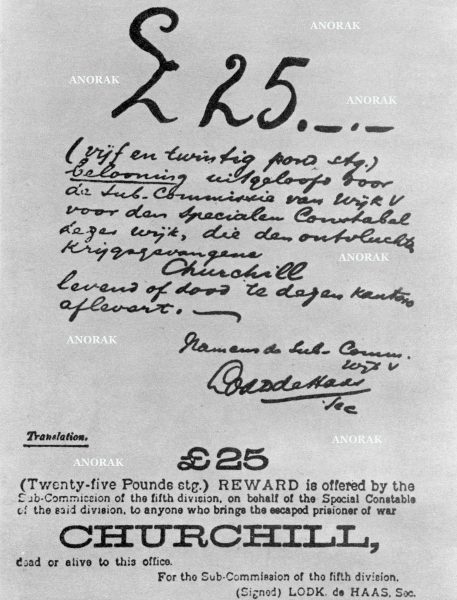 £ 25.-.-
(vijf en twintig pond stg.)
belooning uitgeloofd door
de Sub-Commissie van Wijk V
voor den specialen Constabel
dezer wijk, die den ontvluchte
Krijgsgevangene
Churchill
levend of dood te dezen kantore
aflevert.
Namens de Sub-Comm.
Wijk V
Lodk de Haas
Sec
Translation.
£25
(Twenty-five Pounds stg.) REWARD is offered by the
Sub-Commission of the fifth division, on behalf of the Special Constable
of the said division, to anyone who brings the escaped prisioner of war
CHURCHILL,
dead or alive to this office.
For the Sub-Commission of the fifth division,
(Signed) LODK. de HAAS, Sec.
ANORAK
ANORAK
ANORAK
ANORAK
ANORAK
ANORAK
ANORAK
ANORAK